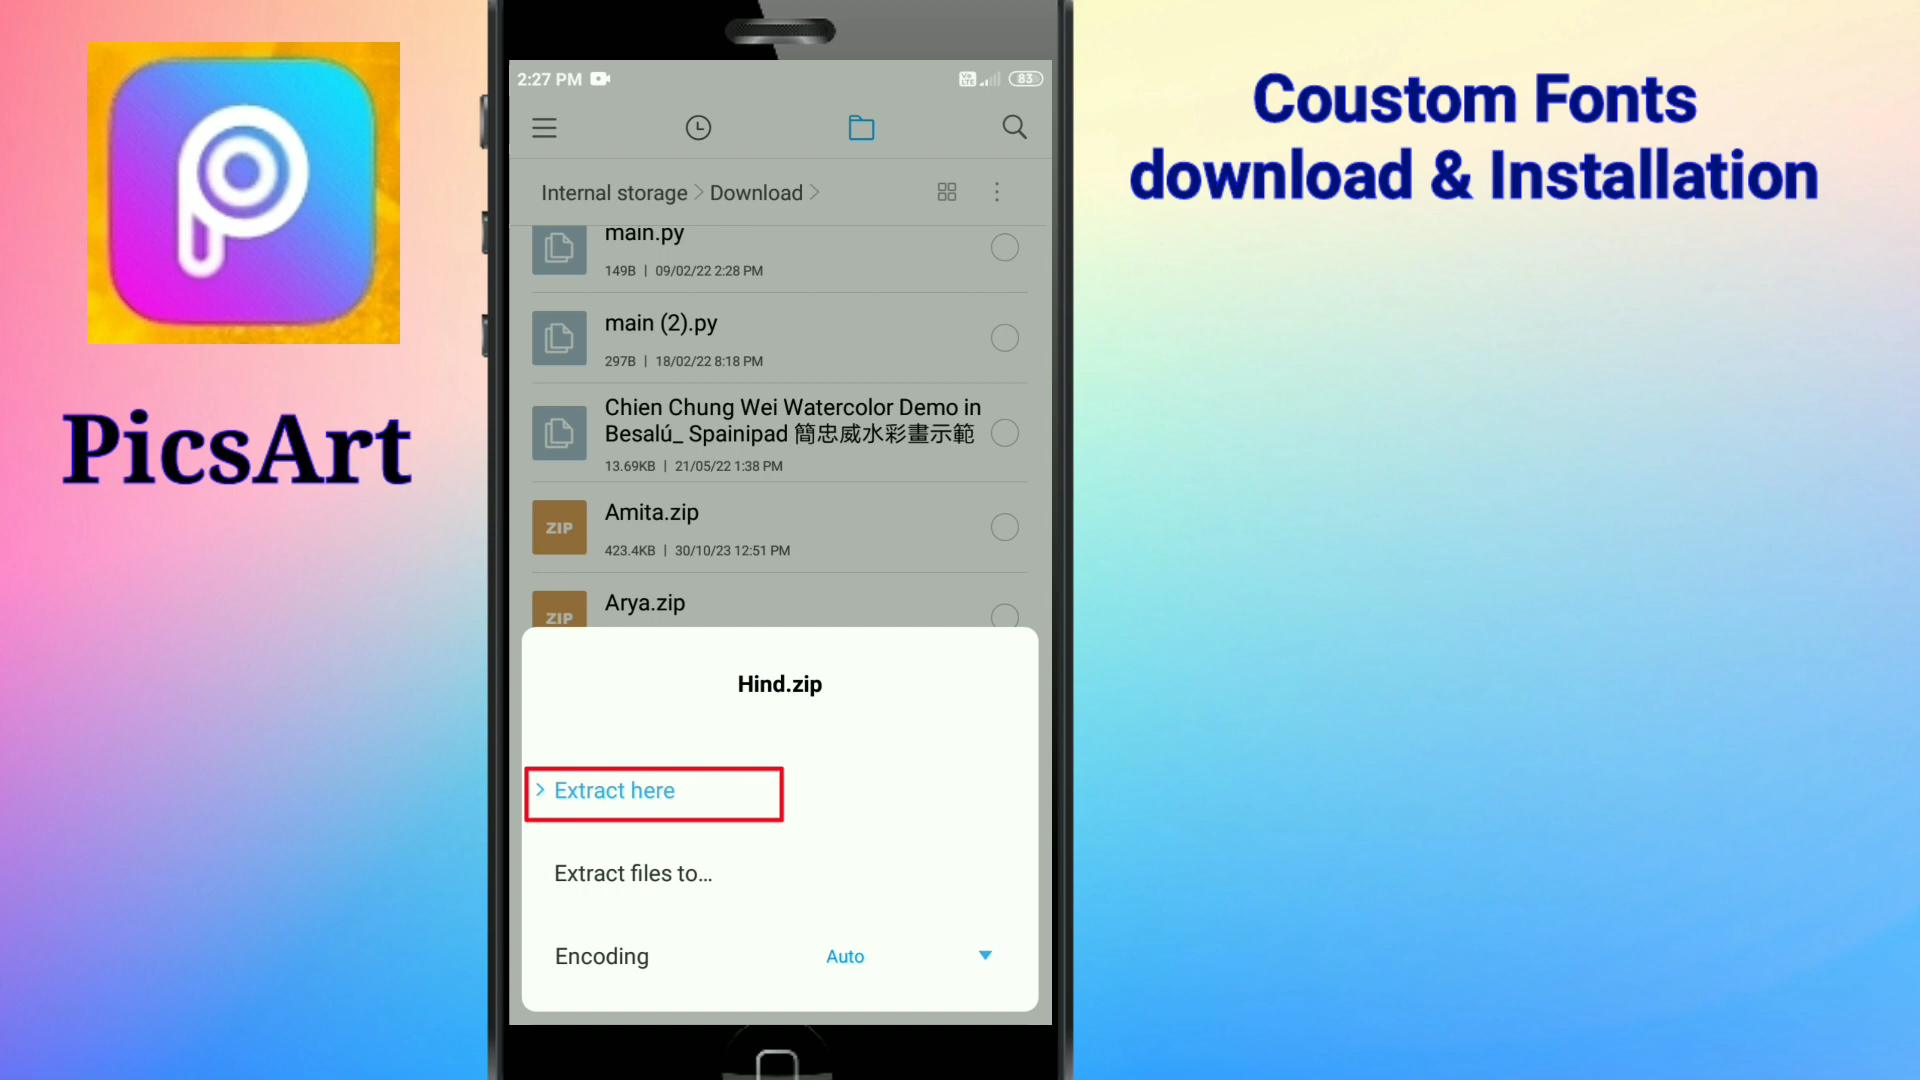 PicsArt
2:27 PM
Vo LTE
83
Internal storage > Download >
main.py
149B | 09/02/22 2:28 PM
main (2).py
297B | 18/02/22 8:18 PM
Chien Chung Wei Watercolor Demo in
Besalú_ Spainipad 簡忠威水彩畫示範
13.69KB | 21/05/22 1:38 PM
ZIP
Amita.zip
423.4KB | 30/10/23 12:51 PM
ZIP
Arya.zip
Hind.zip
> Extract here
Extract files to...
Encoding
Auto
Coustom Fonts
download & Installation